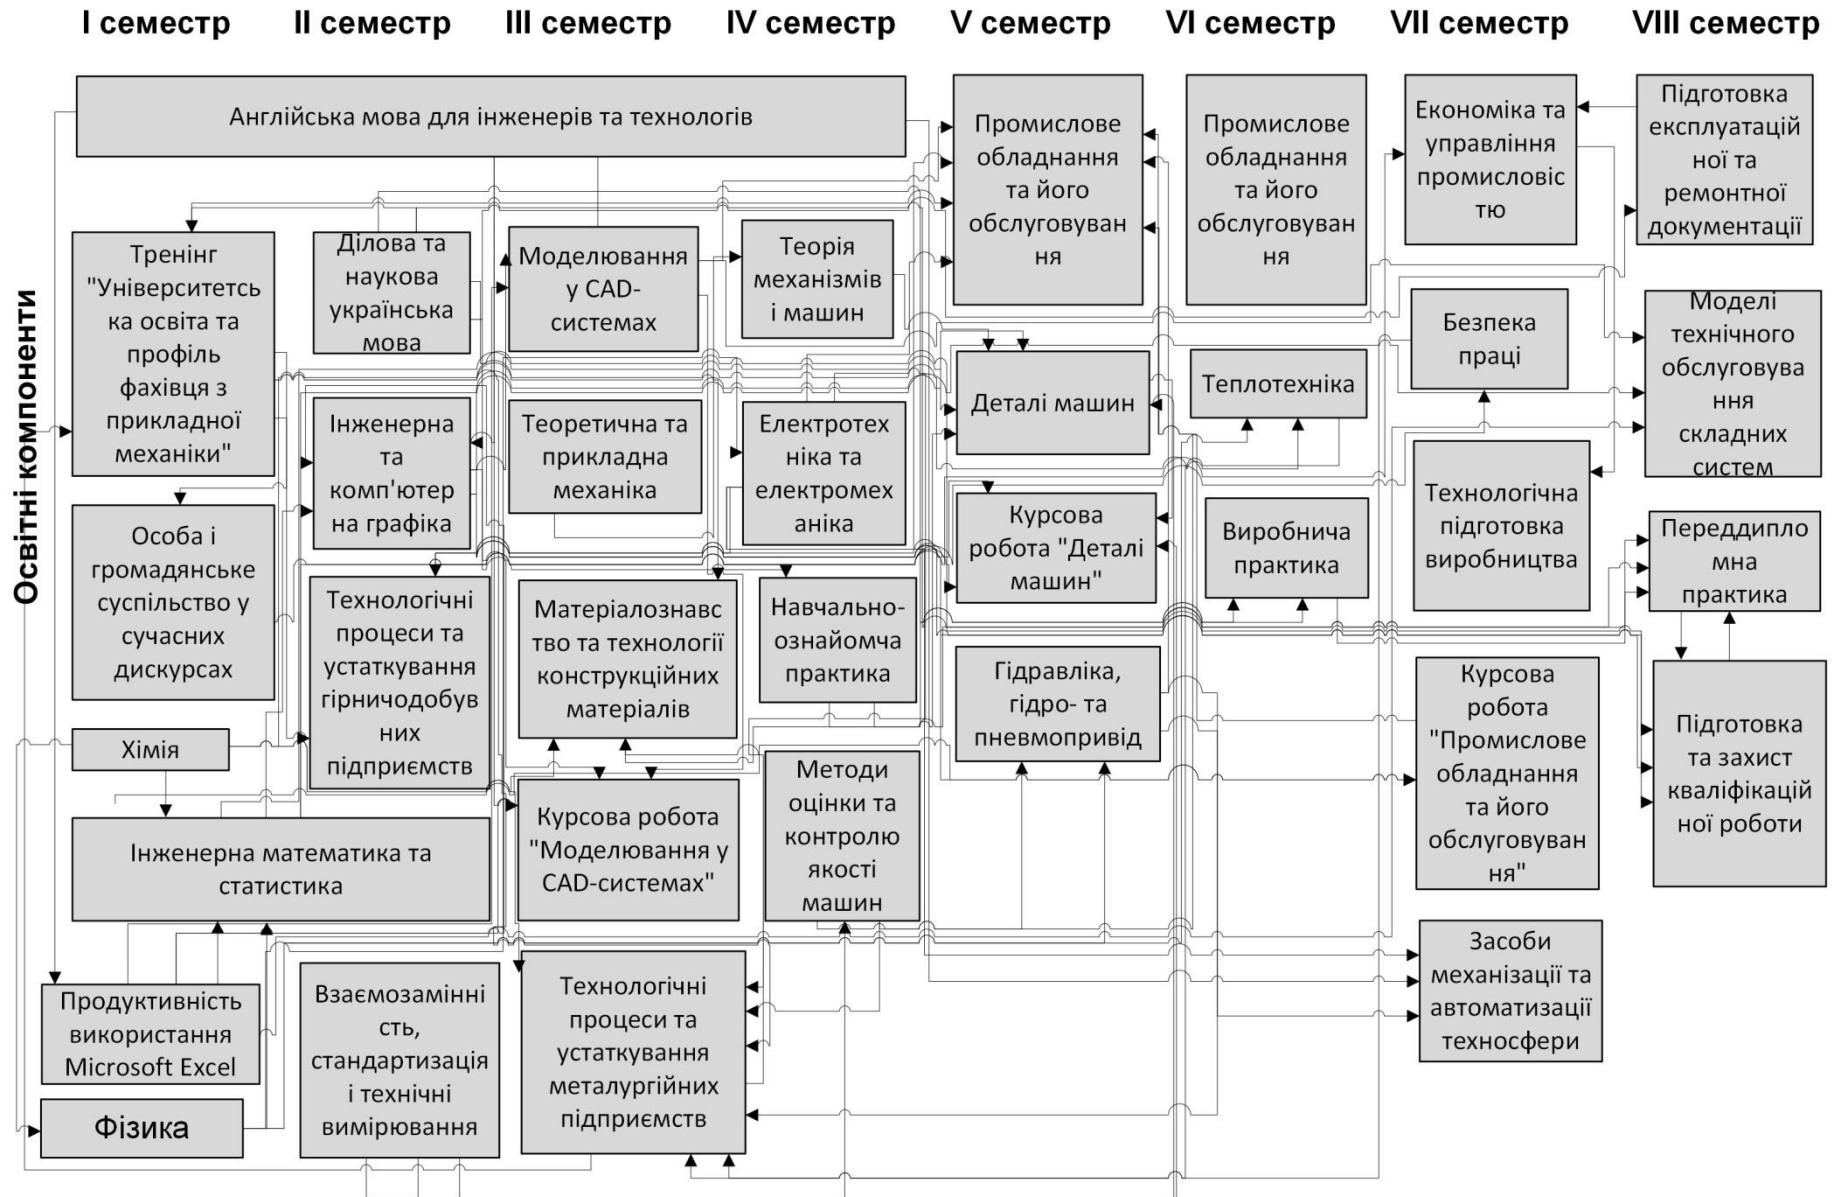 I семестр
II семестр
III семестр
IV семестр
V семестр
VI семестр
VII семестр
VIII семестр
Освітні компоненти
Англійська мова для інженерів та технологів
Тренінг
"Університетсь
ка освіта та
профіль
фахівця з
прикладної
механіки"
Особа і
громадянське
суспільство у
сучасних
дискурсах
Хімія
Інженерна математика та
статистика
Продуктивність
використання
Microsoft Excel
Фізика
Ділова та
наукова
українська
мова
Інженерна
та
комп'ютер
на графіка
Технологічні
процеси та
устаткування
гірничодобув
них
підприємств
Взаємозамінні
сть,
стандартизація
і технічні
вимірювання
Моделювання
у CAD-
системах
Теоретична та
прикладна
механіка
Матеріалознавс
тво та технології
конструкційних
матеріалів
Курсова робота
"Моделювання у
CAD-системах"
Технологічні
процеси та
устаткування
металургійних
підприємств
Теорія
механізмів
і машин
Електротех
ніка та
електромех
аніка
Навчально-
ознайомча
практика
Методи
оцінки та
контролю
якості
машин
Промислове
обладнання
та його
обслуговуван
ня
Деталі машин
Курсова
робота "Деталі
машин"
Гідравліка,
гідро- та
пневмопривід
Промислове
обладнання
та його
обслуговуван
ня
Теплотехніка
Виробнича
практика
Економіка та
управління
промисловіс
тю
Безпека
праці
Технологічна
підготовка
виробництва
Курсова
робота
"Промислове
обладнання
та його
обслуговуван
ня"
Засоби
механізації та
автоматизації
техносфери
Підготовка
експлуатацій
ної та
ремонтної
документації
Моделі
технічного
обслуговува
ння
складних
систем
Переддипло
мна
практика
Підготовка
та захист
кваліфікацій
ної роботи